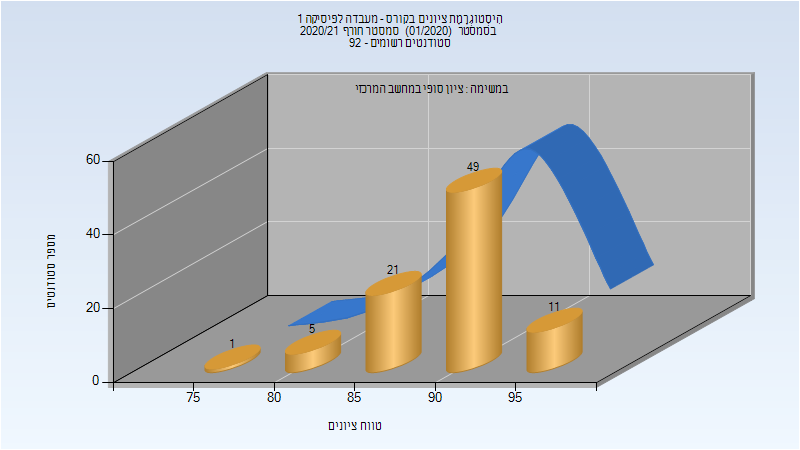 היסטוגרמת ציונים בקורס - מעבדה לפיסיקה 1
בסמסטר (01/2020) סמסטר חורף 2020/21
סטודנטים רשומים - 92
במשימה : ציון סופי במחשב המרכזי
מספר סטודנטים
60
40
20
0
1
5
21
49
11
75
80
85
90
95
טווח ציונים